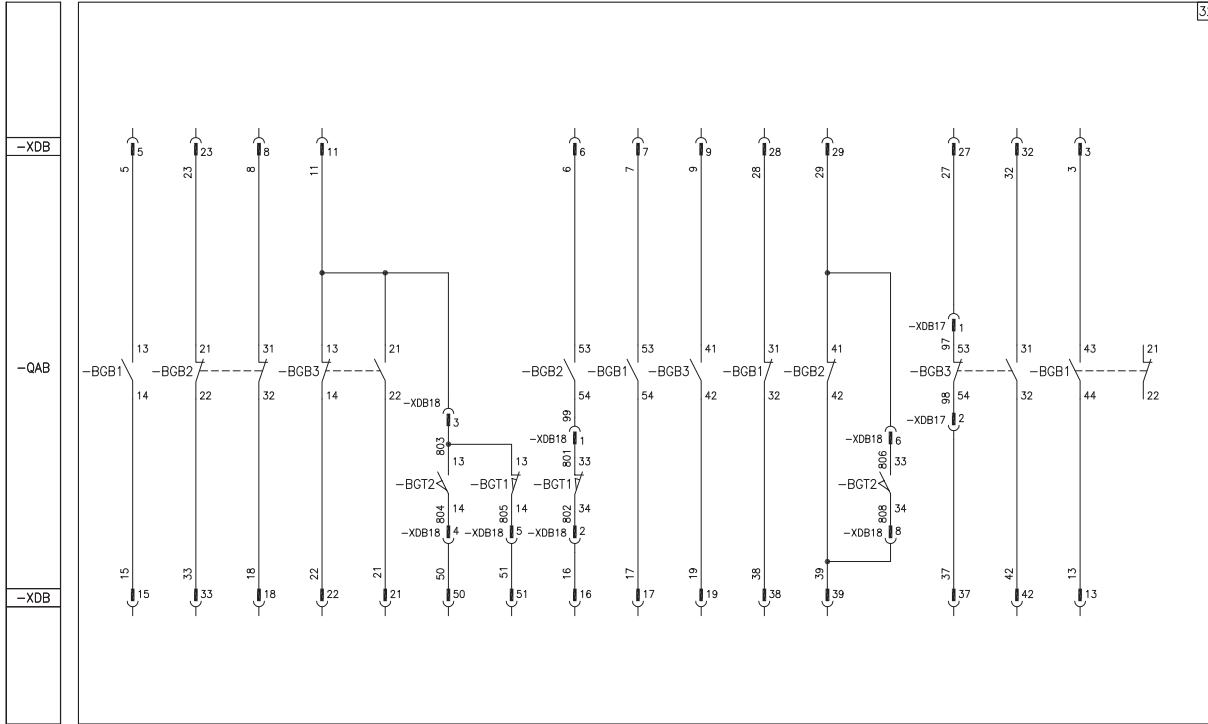 3
-XDB
5 23 8 11 6 7 9 28 29 27 32 3
5 23 8 11 6 7 9 28 29 27 32 3
-XDB17 1
97
13 21 31 13 21 53 53 41 31 41 53 31 43 21
-QAB
-BGB1 -BGB2 -BGB3 -BGB2 -BGB1 -BGB3 -BGB1 -BGB2 -BGB3 -BGB1
14 22 32 14 22 54 54 42 32 42 54 32 44 22
98
-XDB18 3
99
-XDB17 2
-XDB18 1
-XDB18 6
803 801 806
13 13 33 33
-BGT2 -BGT1 -BGT1 -BGT2
14 14 34 34
804 805 802 808
-XDB18 4 -XDB18 5 -XDB18 2 -XDB18 8
15 33 18 22 21 50 51 16 17 19 38 39 37 42 13
-XDB
15 33 18 22 21 50 51 16 17 19 38 39 37 42 13